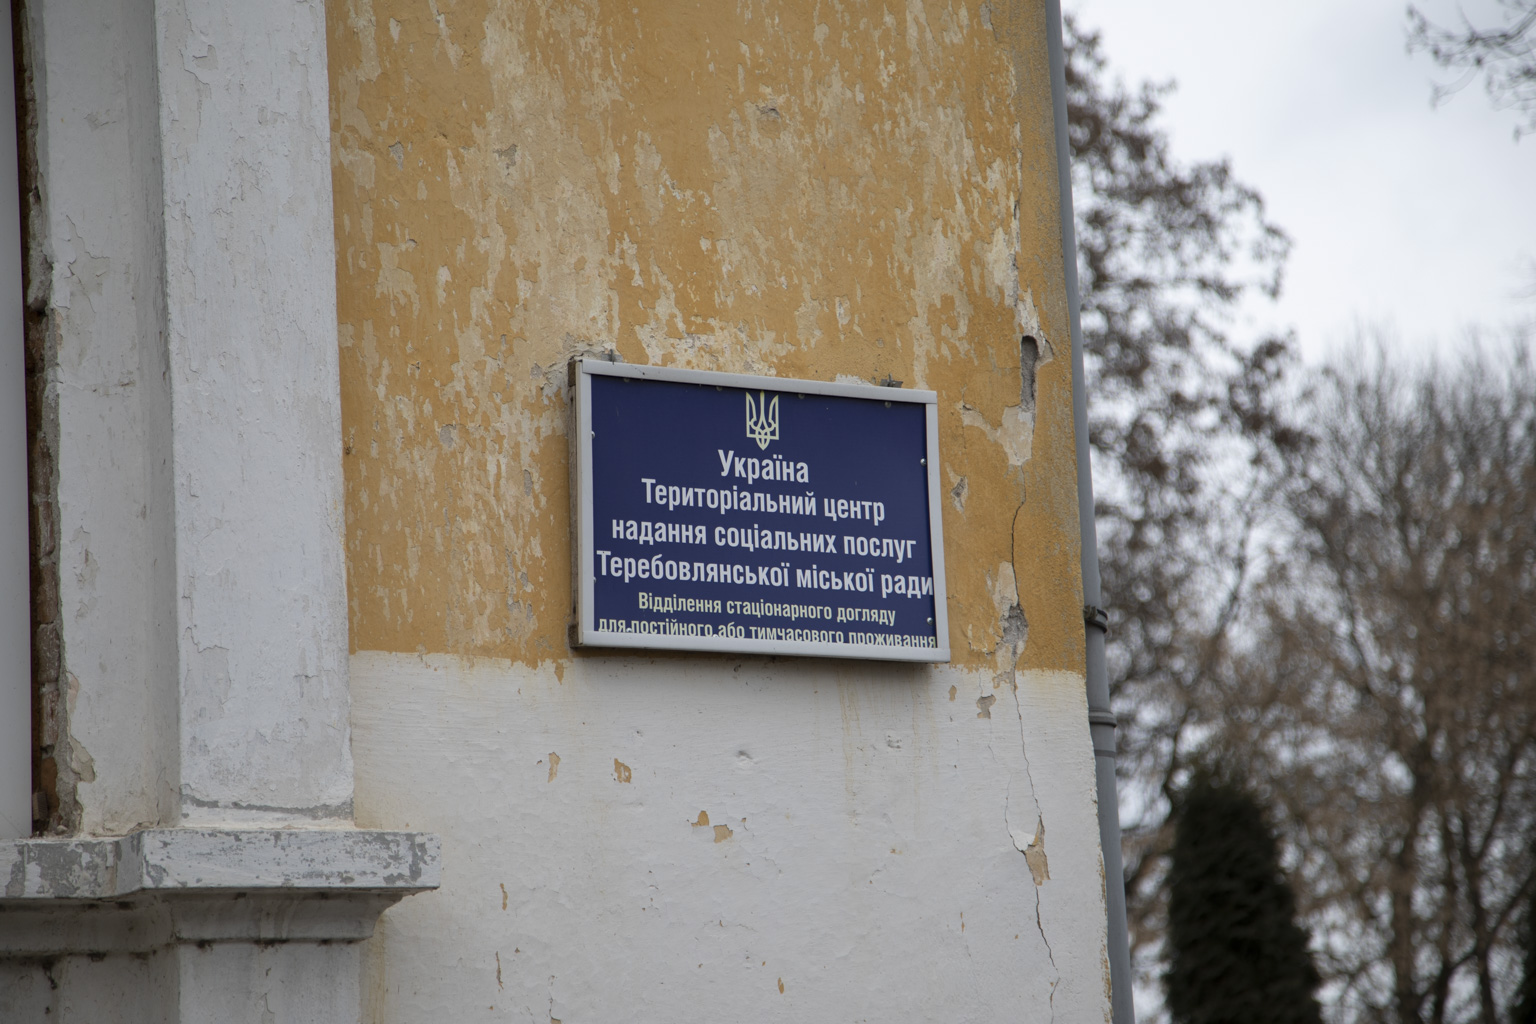 Україна
Територіальний центр
надання соціальних послуг
Теребовлянської міської ради
Відділення стаціонарного догляду
для постійного або тимчасового проживання